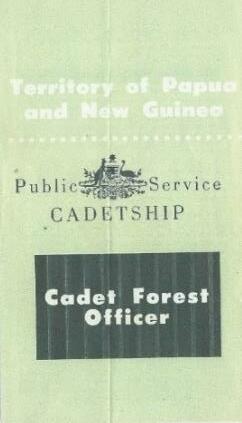 Territory of Papua
and New Guinea
Public Service
CADETSHIP
Cadet Forest
Officer